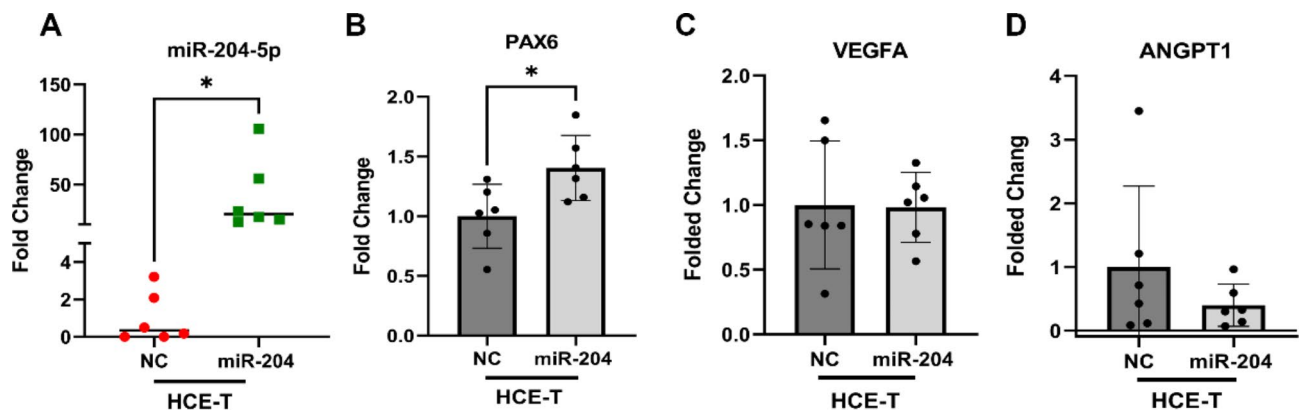 A
miR-204-5p
*
Fold Change
150
100
50
4
2
0
NC
miR-204
HCE-T
B
PAX6
*
Fold Change
2.0
1.5
1.0
0.5
0.0
NC
miR-204
HCE-T
C
VEGFA
Folded Change
2.0
1.5
1.0
0.5
0.0
NC
miR-204
HCE-T
D
ANGPT1
Folded Chang
4
3
2
1
0
NC
miR-204
HCE-T